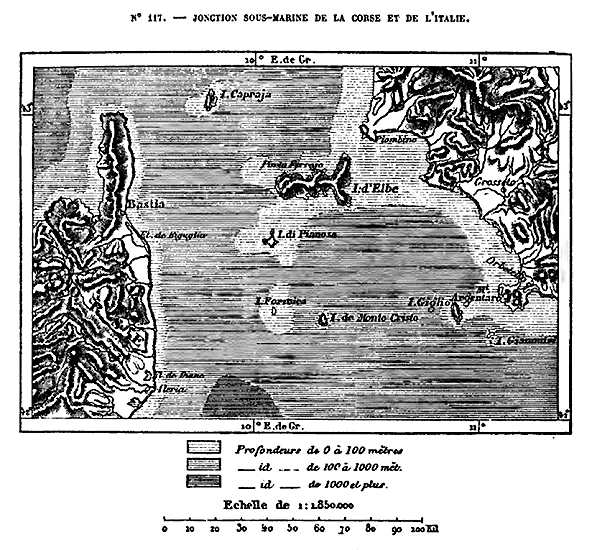 N° 117. — JONCTION SOUS-MARINE DE LA CORSE ET DE L'ITALIE.
10° E. de Gr. 11°
I. Capraja
Piombino
Porto Ferrajo
I. d'Elbe
Grosseto
Bastia
Et. de Biguglia
I. di Pianosa
Orbetello
Mt Argentaro
I. Formica
I. Giglio
I. de Monte Cristo
I. Giannutri
Et. de Diana
Aleria
10° E. de Gr. 11°
Profondeurs de 0 à 100 mètres
— id — de 100 à 1000 mèt.
— id — de 1000 et plus.
Echelle de 1:1.850.000
0 10 20 30 40 50 60 70 80 90 100 Kil